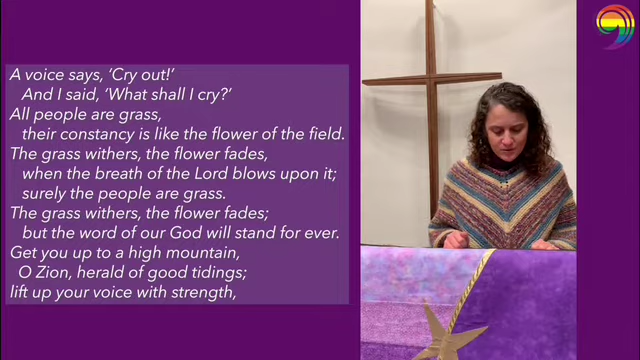 A voice says, ‘Cry out!’
And I said, ‘What shall I cry?’
All people are grass,
their constancy is like the flower of the field.
The grass withers, the flower fades,
when the breath of the Lord blows upon it;
surely the people are grass.
The grass withers, the flower fades;
but the word of our God will stand for ever.
Get you up to a high mountain,
O Zion, herald of good tidings;
lift up your voice with strength,